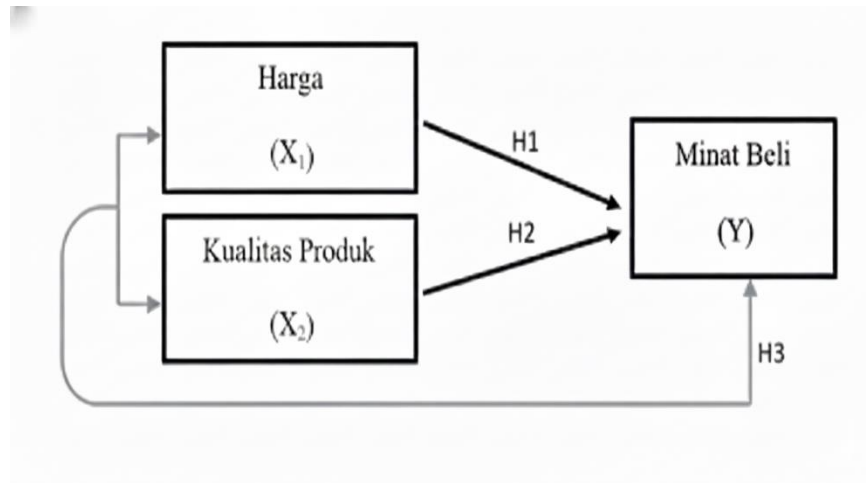 Harga
(X₁)
H1
Minat Beli
(Y)
Kualitas Produk
(X₂)
H2
H3